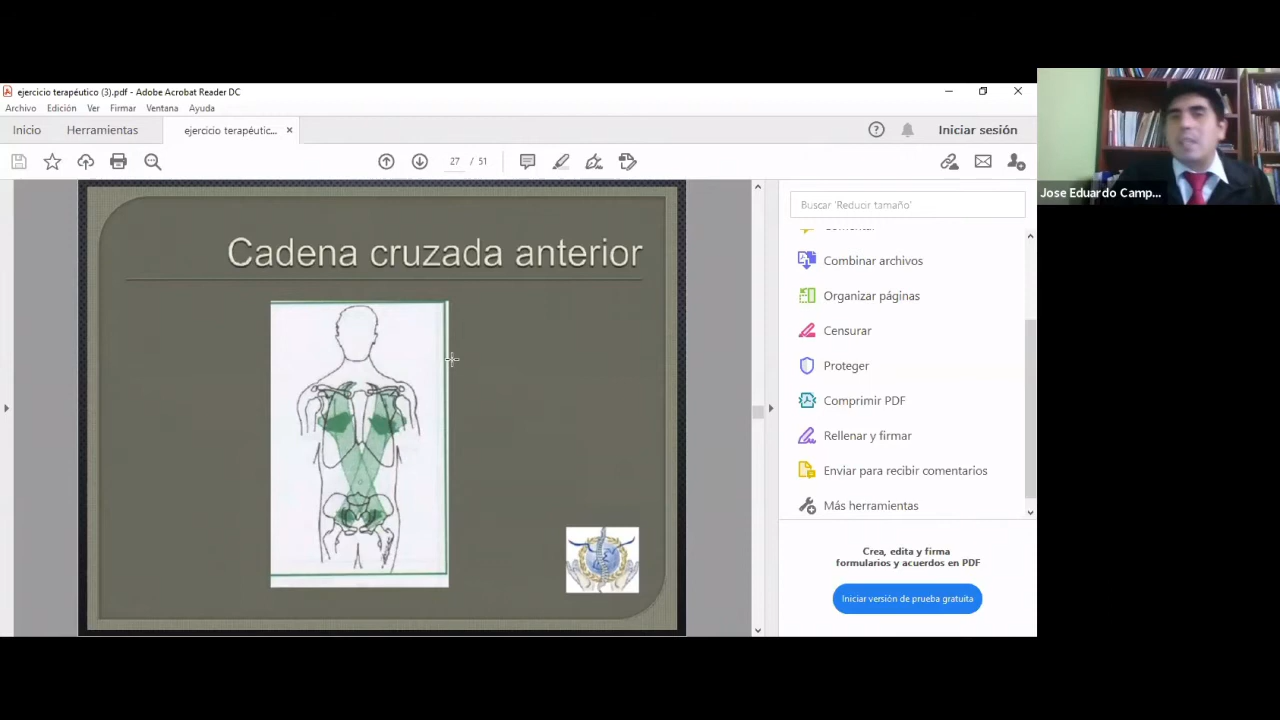 ejercicio terapéutico (3).pdf - Adobe Acrobat Reader DC
Archivo Edición Ver Firmar Ventana Ayuda
Inicio Herramientas ejercicio terapéutic... × Iniciar sesión
27 / 51
Cadena cruzada anterior
Buscar 'Reducir tamaño'
Comentar
Combinar archivos
Organizar páginas
Censurar
Proteger
Comprimir PDF
Rellenar y firmar
Enviar para recibir comentarios
Más herramientas
Crea, edita y firma
formularios y acuerdos en PDF
Iniciar versión de prueba gratuita
Jose Eduardo Camp...